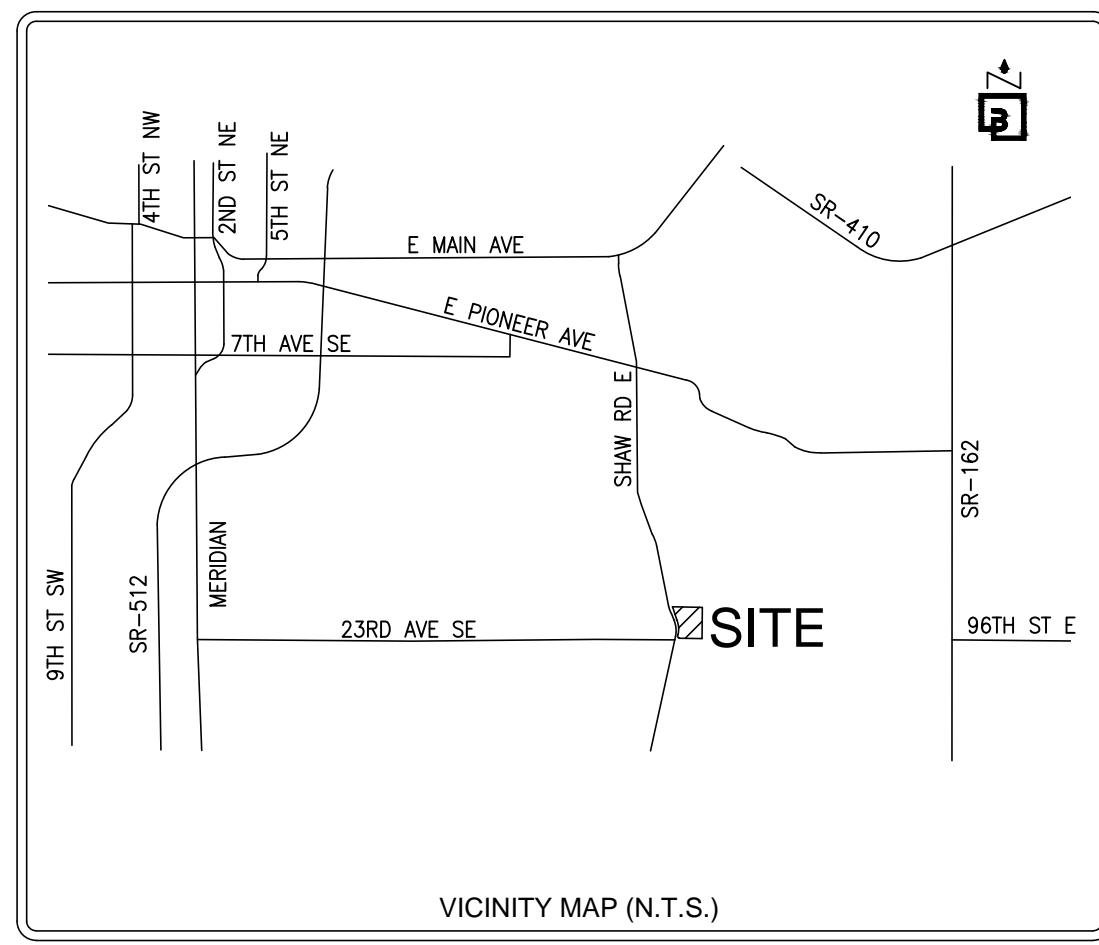 4TH ST NW
2ND ST NE
5TH ST NE
SR-410
E MAIN AVE
E PIONEER AVE
7TH AVE SE
SHAW RD E
SR-162
MERIDIAN
9TH ST SW
SR-512
23RD AVE SE
SITE
96TH ST E
VICINITY MAP (N.T.S.)